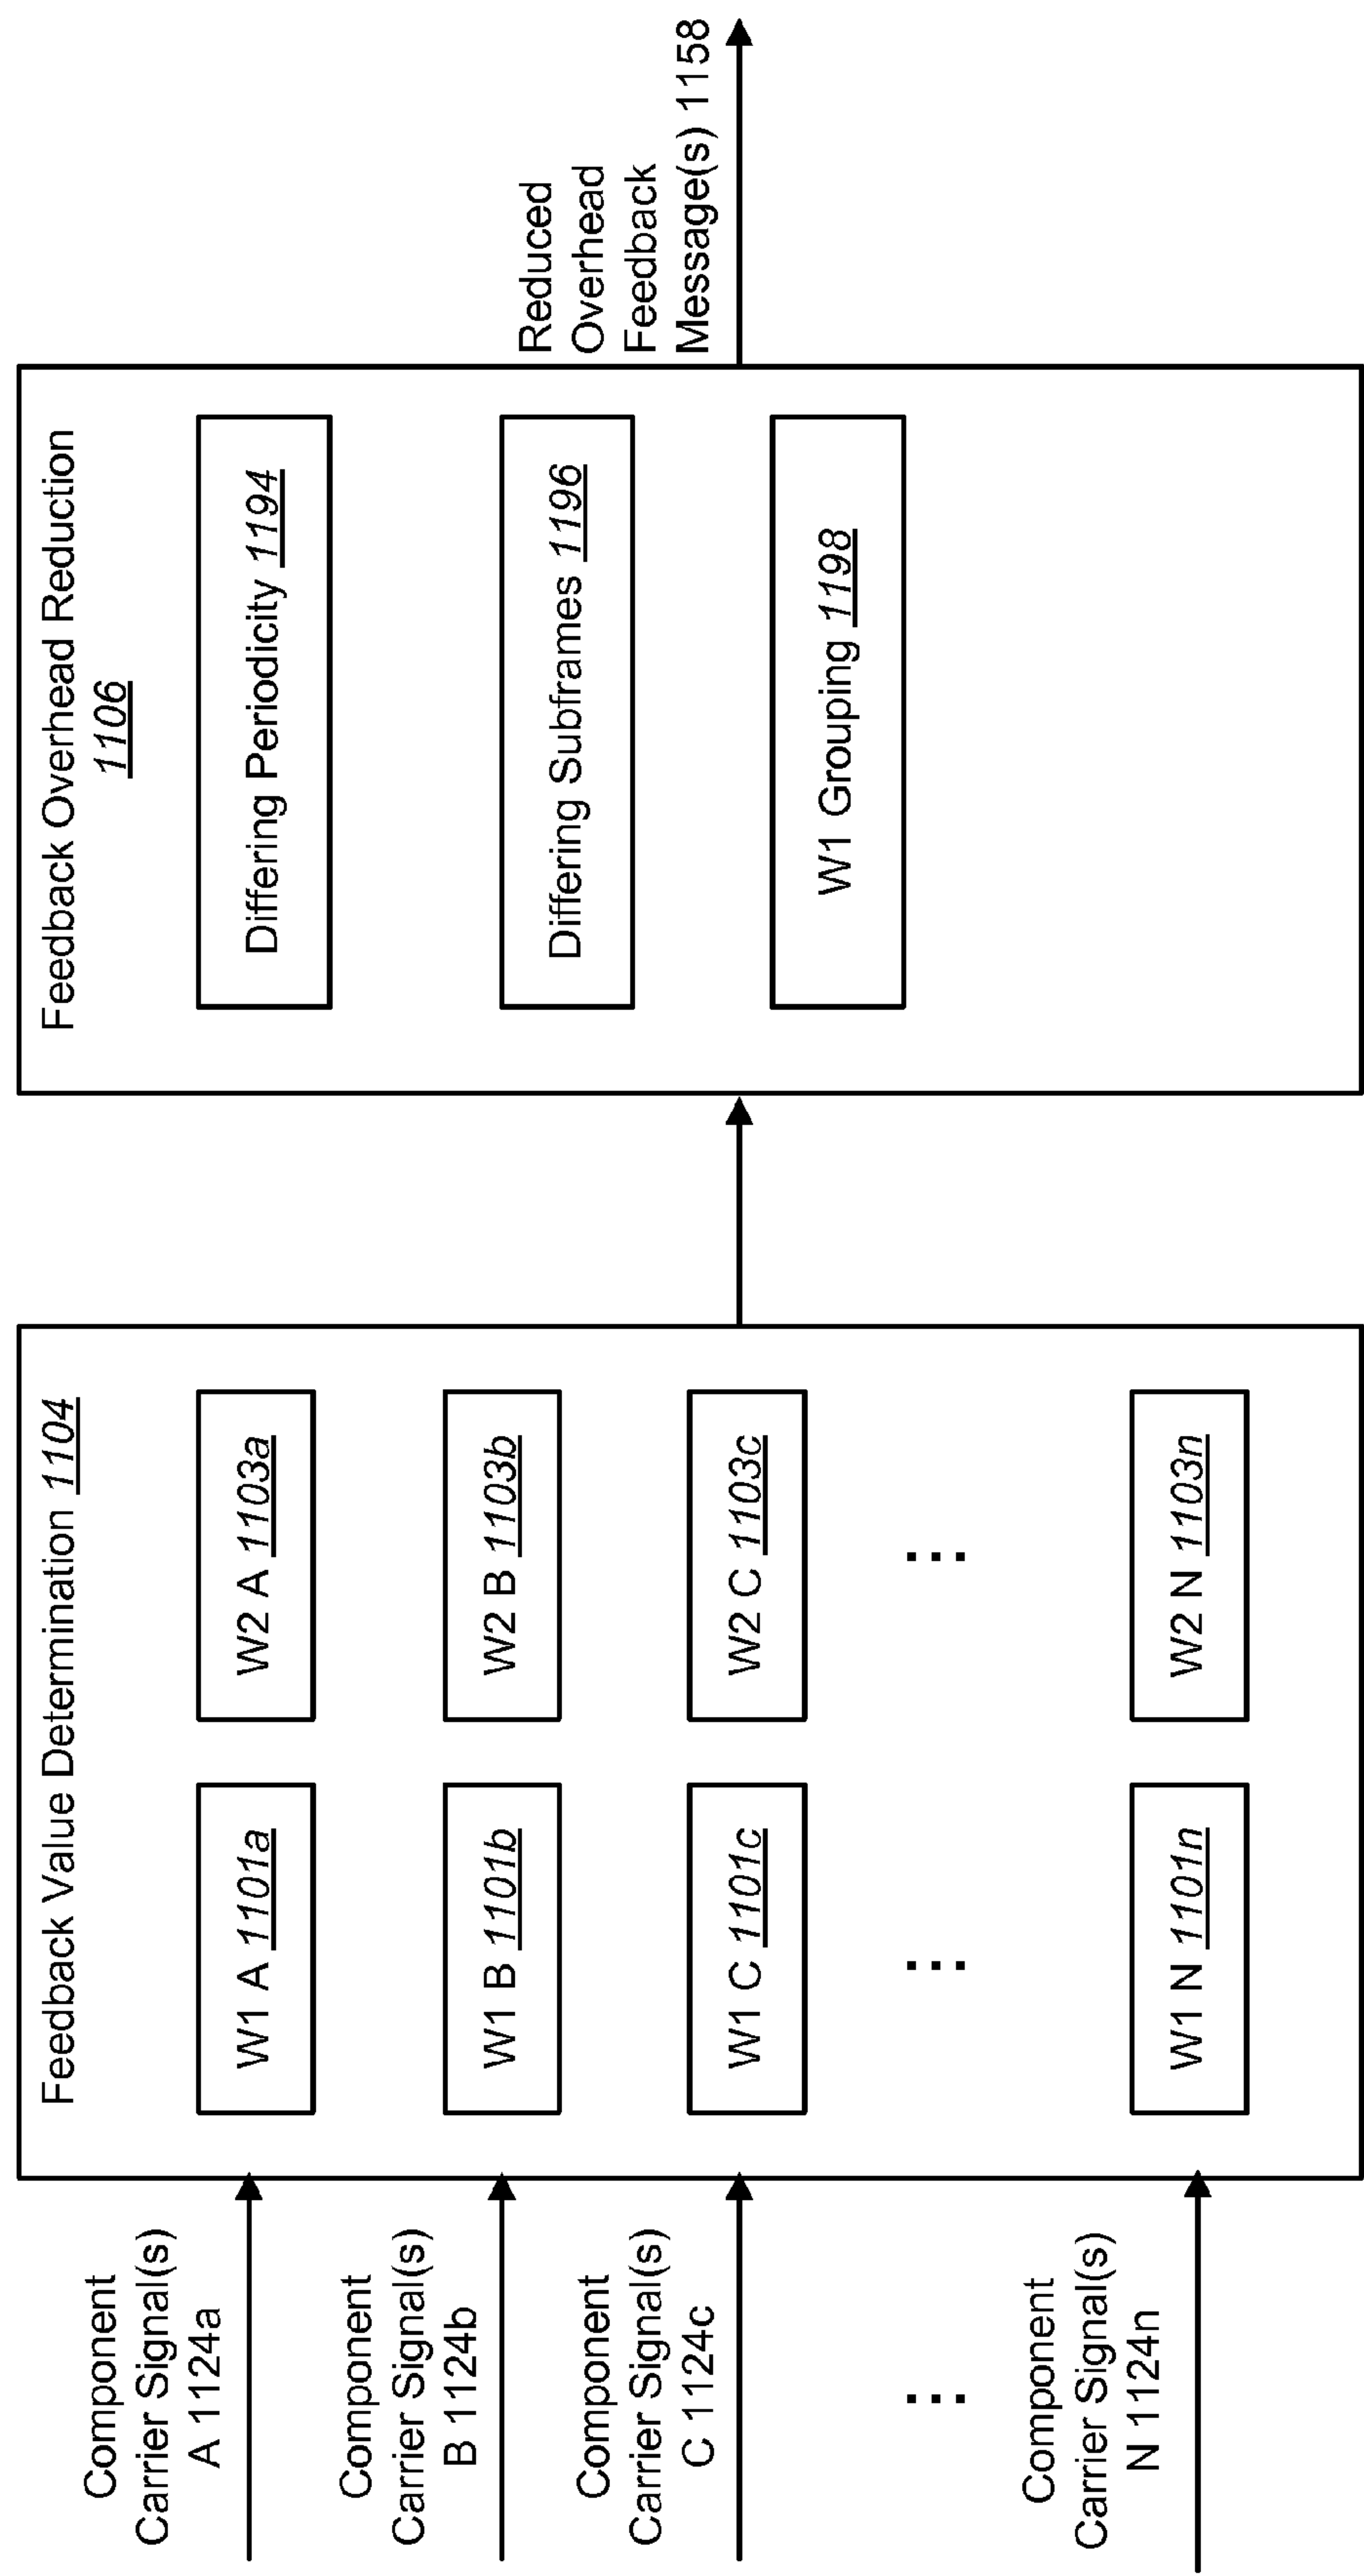 Component
Carrier Signal(s)
A 1124a
Component
Carrier Signal(s)
B 1124b
Component
Carrier Signal(s)
C 1124c
...
Component
Carrier Signal(s)
N 1124n
Feedback Value Determination 1104
W1 A 1101a
W2 A 1103a
W1 B 1101b
W2 B 1103b
W1 C 1101c
W2 C 1103c
...
...
W1 N 1101n
W2 N 1103n
Feedback Overhead Reduction
1106
Differing Periodicity 1194
Differing Subframes 1196
W1 Grouping 1198
Reduced
Overhead
Feedback
Message(s) 1158